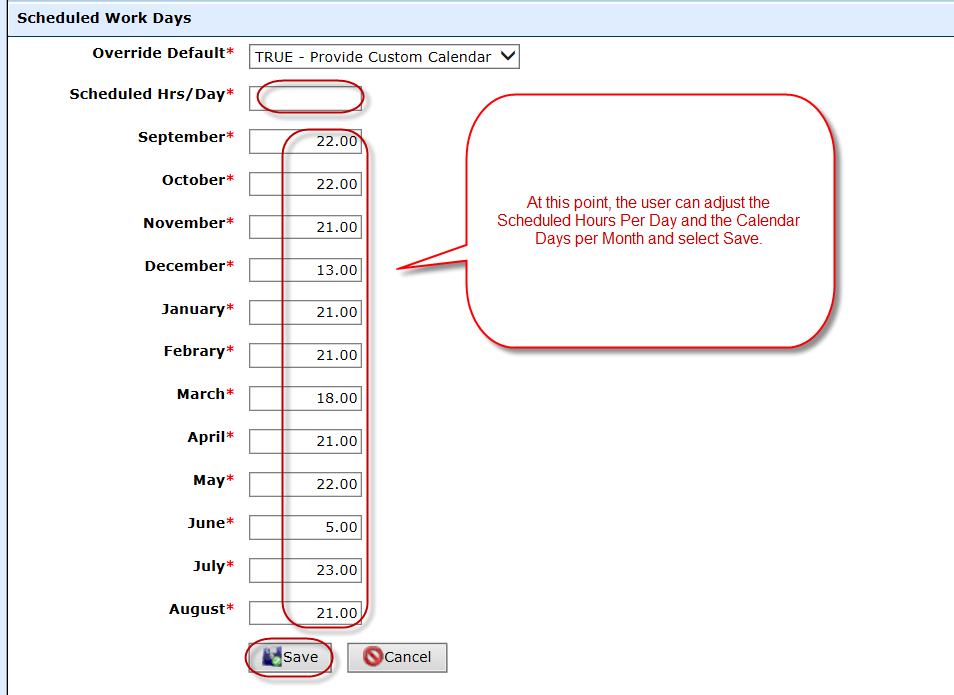 Scheduled Work Days
Override Default* TRUE - Provide Custom Calendar
Scheduled Hrs/Day*
September* 22.00
October* 22.00
November* 21.00
December* 13.00
January* 21.00
Febrary* 21.00
March* 18.00
April* 21.00
May* 22.00
June* 5.00
July* 23.00
August* 21.00
Save Cancel
At this point, the user can adjust the
Scheduled Hours Per Day and the Calendar
Days per Month and select Save.